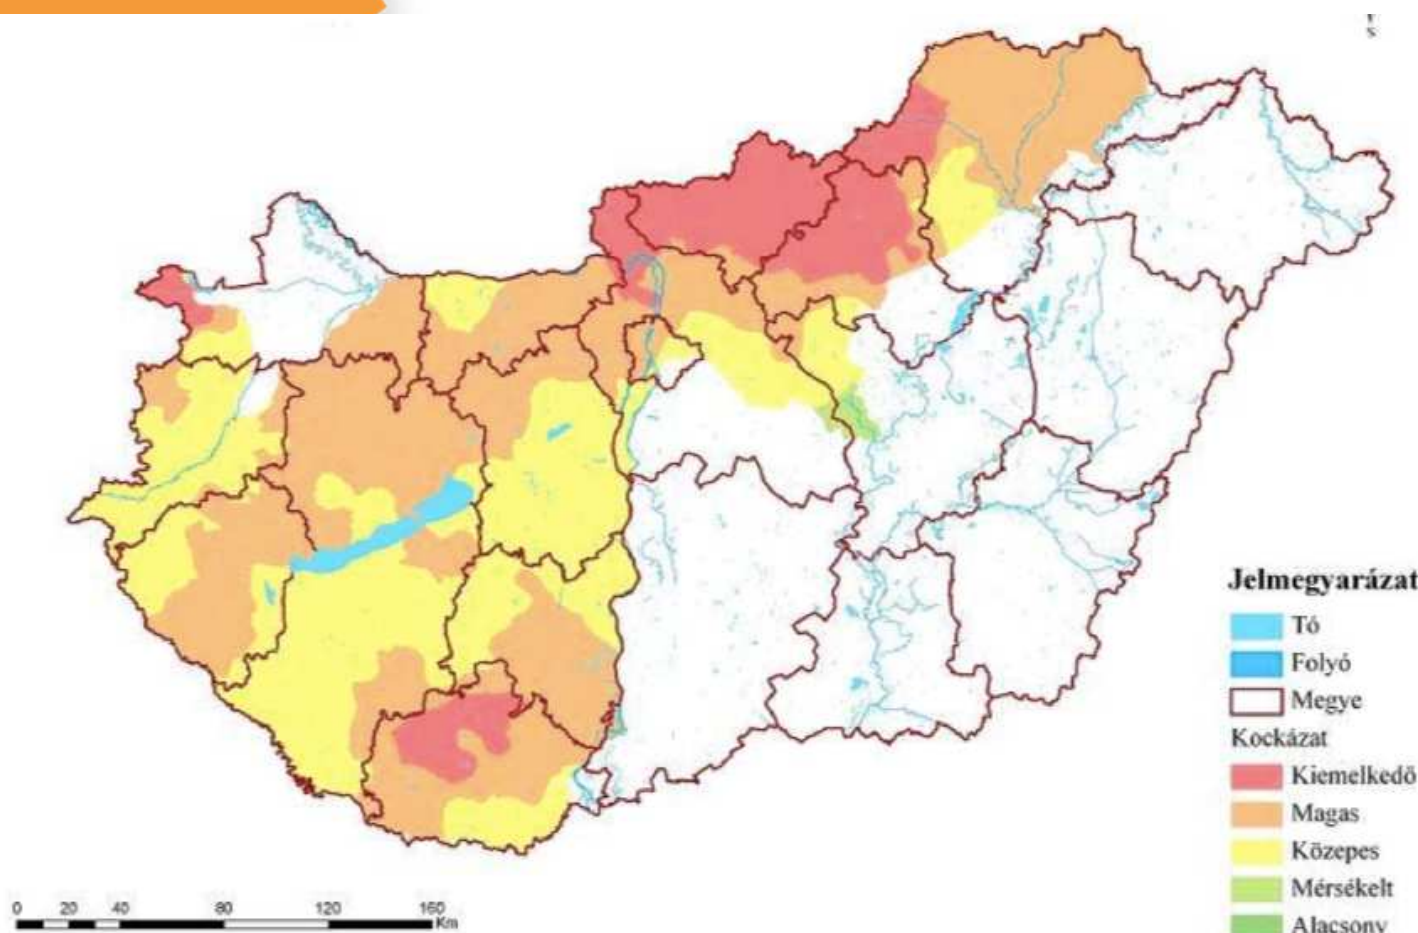 S
Jelmegyarázat
Tó
Folyó
Megye
Kockázat
Kiemelkedő
Magas
Közepes
Mérsékelt
Alacsony
0 20 40 80 120 160
Km